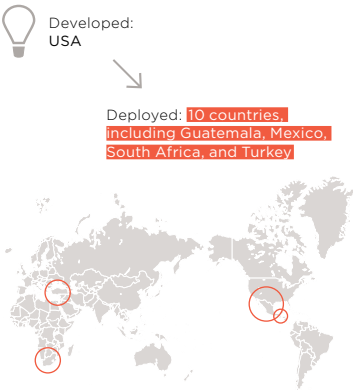 Developed:
USA
Deployed: 10 countries,
including Guatemala, Mexico,
South Africa, and Turkey